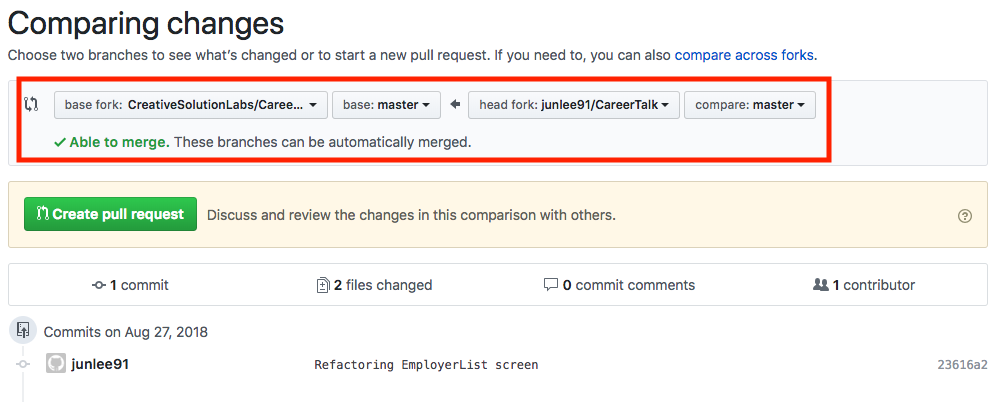 Comparing changes
Choose two branches to see what's changed or to start a new pull request. If you need to, you can also compare across forks.
base fork: CreativeSolutionLabs/Caree... base: master head fork: junlee91/CareerTalk compare: master
Able to merge. These branches can be automatically merged.
Create pull request Discuss and review the changes in this comparison with others. ?
1 commit 2 files changed 0 commit comments 1 contributor
Commits on Aug 27, 2018
junlee91 Refactoring EmployerList screen 23616a2